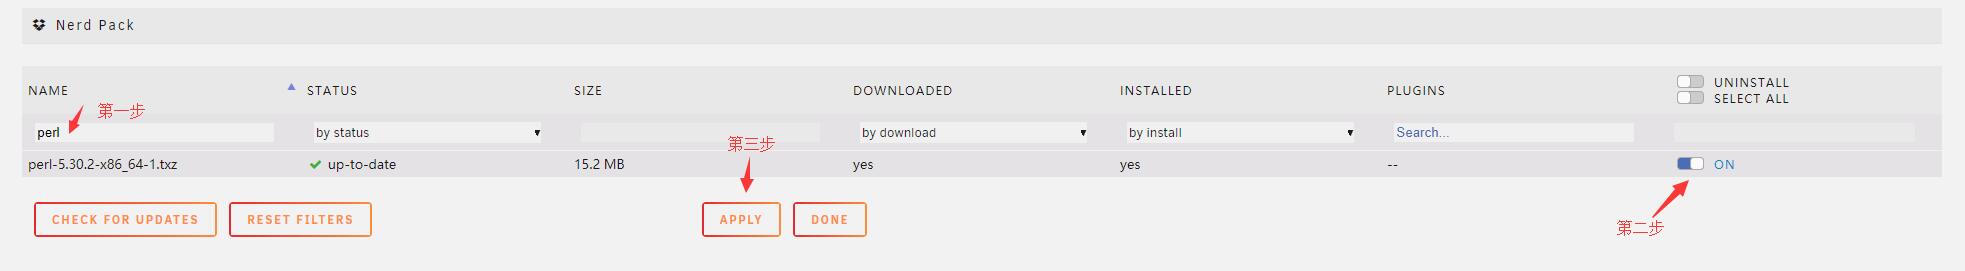 Nerd Pack
NAME STATUS SIZE DOWNLOADED INSTALLED PLUGINS UNINSTALL
SELECT ALL
第一步
perl by status by download by install Search...
第三步
perl-5.30.2-x86_64-1.txz up-to-date 15.2 MB yes yes -- ON
CHECK FOR UPDATES RESET FILTERS APPLY DONE
第二步